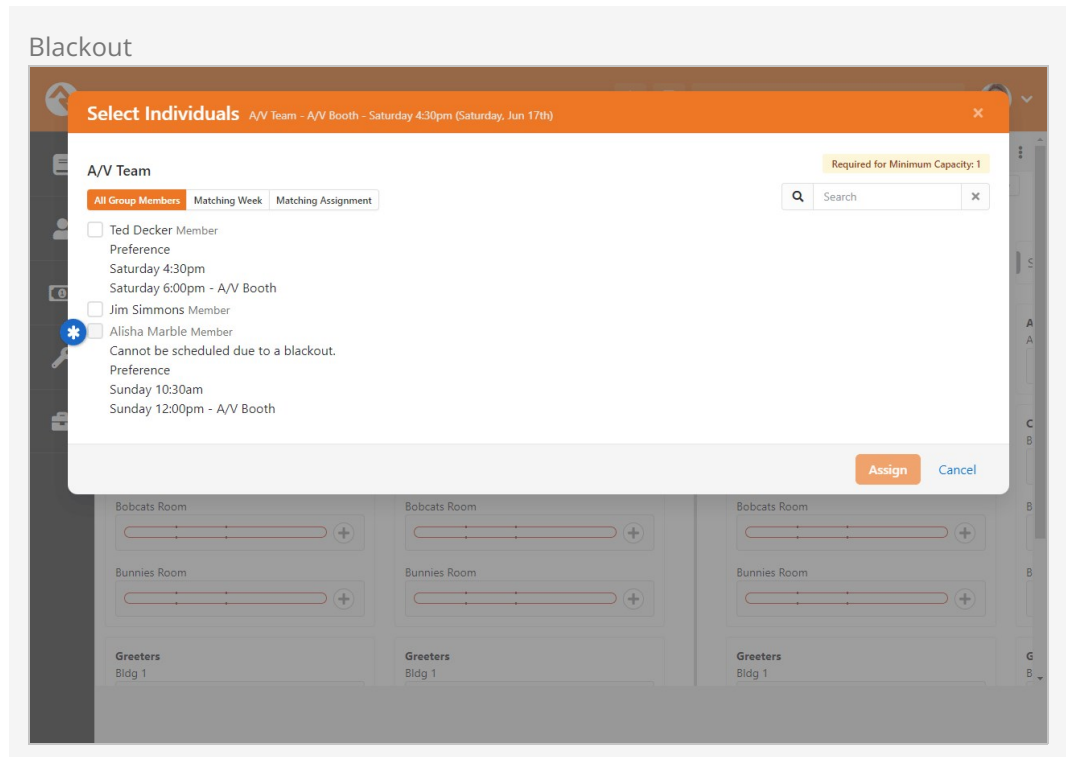 Blackout
Select Individuals A/V Team - A/V Booth - Saturday 4:30pm (Saturday, Jun 17th)
A/V Team
Required for Minimum Capacity: 1
All Group Members Matching Week Matching Assignment
Search
Ted Decker Member
Preference
Saturday 4:30pm
Saturday 6:00pm - A/V Booth
Jim Simmons Member
Alisha Marble Member
Cannot be scheduled due to a blackout.
Preference
Sunday 10:30am
Sunday 12:00pm - A/V Booth
Assign Cancel
Bobcats Room Bobcats Room Bobcats Room B
Bunnies Room Bunnies Room Bunnies Room B
Greeters Greeters Greeters G
Bldg 1 Bldg 1 Bldg 1 B